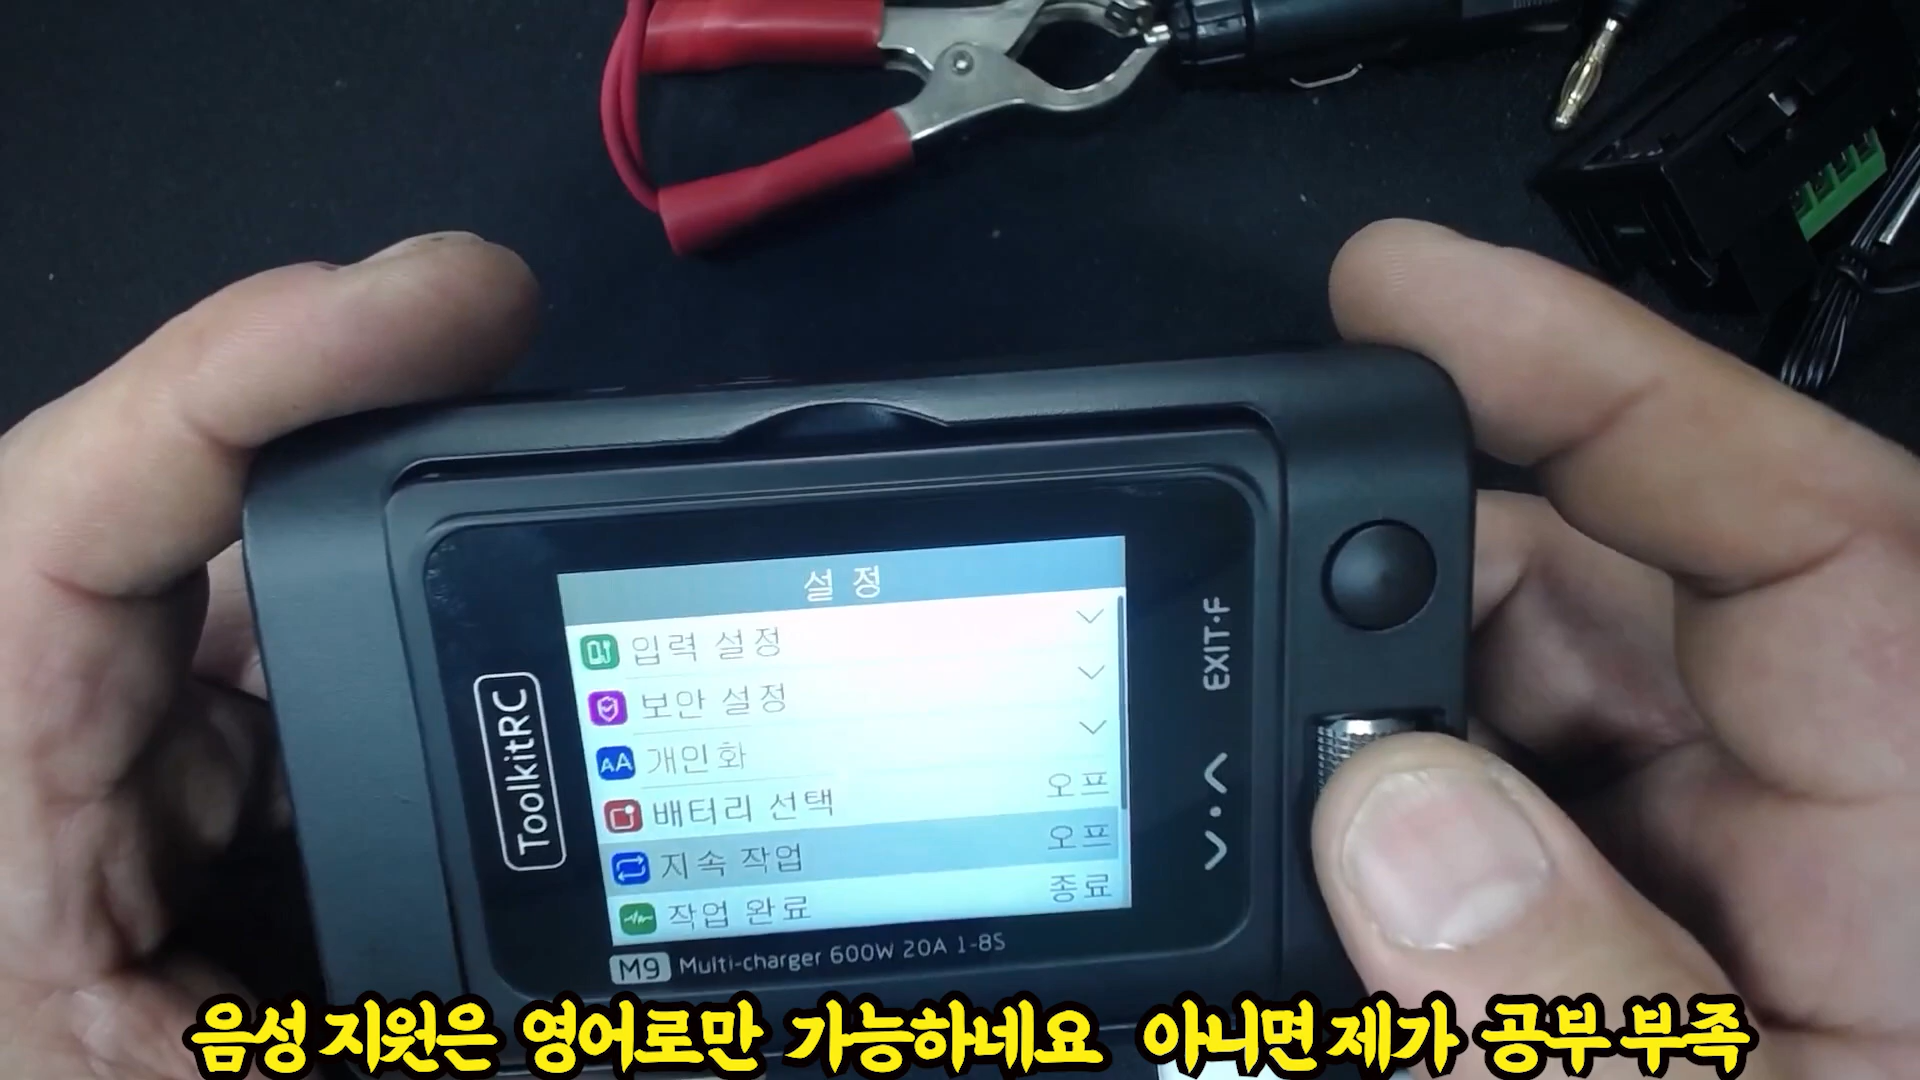 설 정
입력 설정
보안 설정
AA 개인화
배터리 선택 오프
지속 작업 오프
작업 완료 종료
ToolkitRC
EXIT·F
M9 Multi-charger 600W 20A 1-8S
음성 지원은 영어로만 가능하네요 아니면 제가 공부 부족